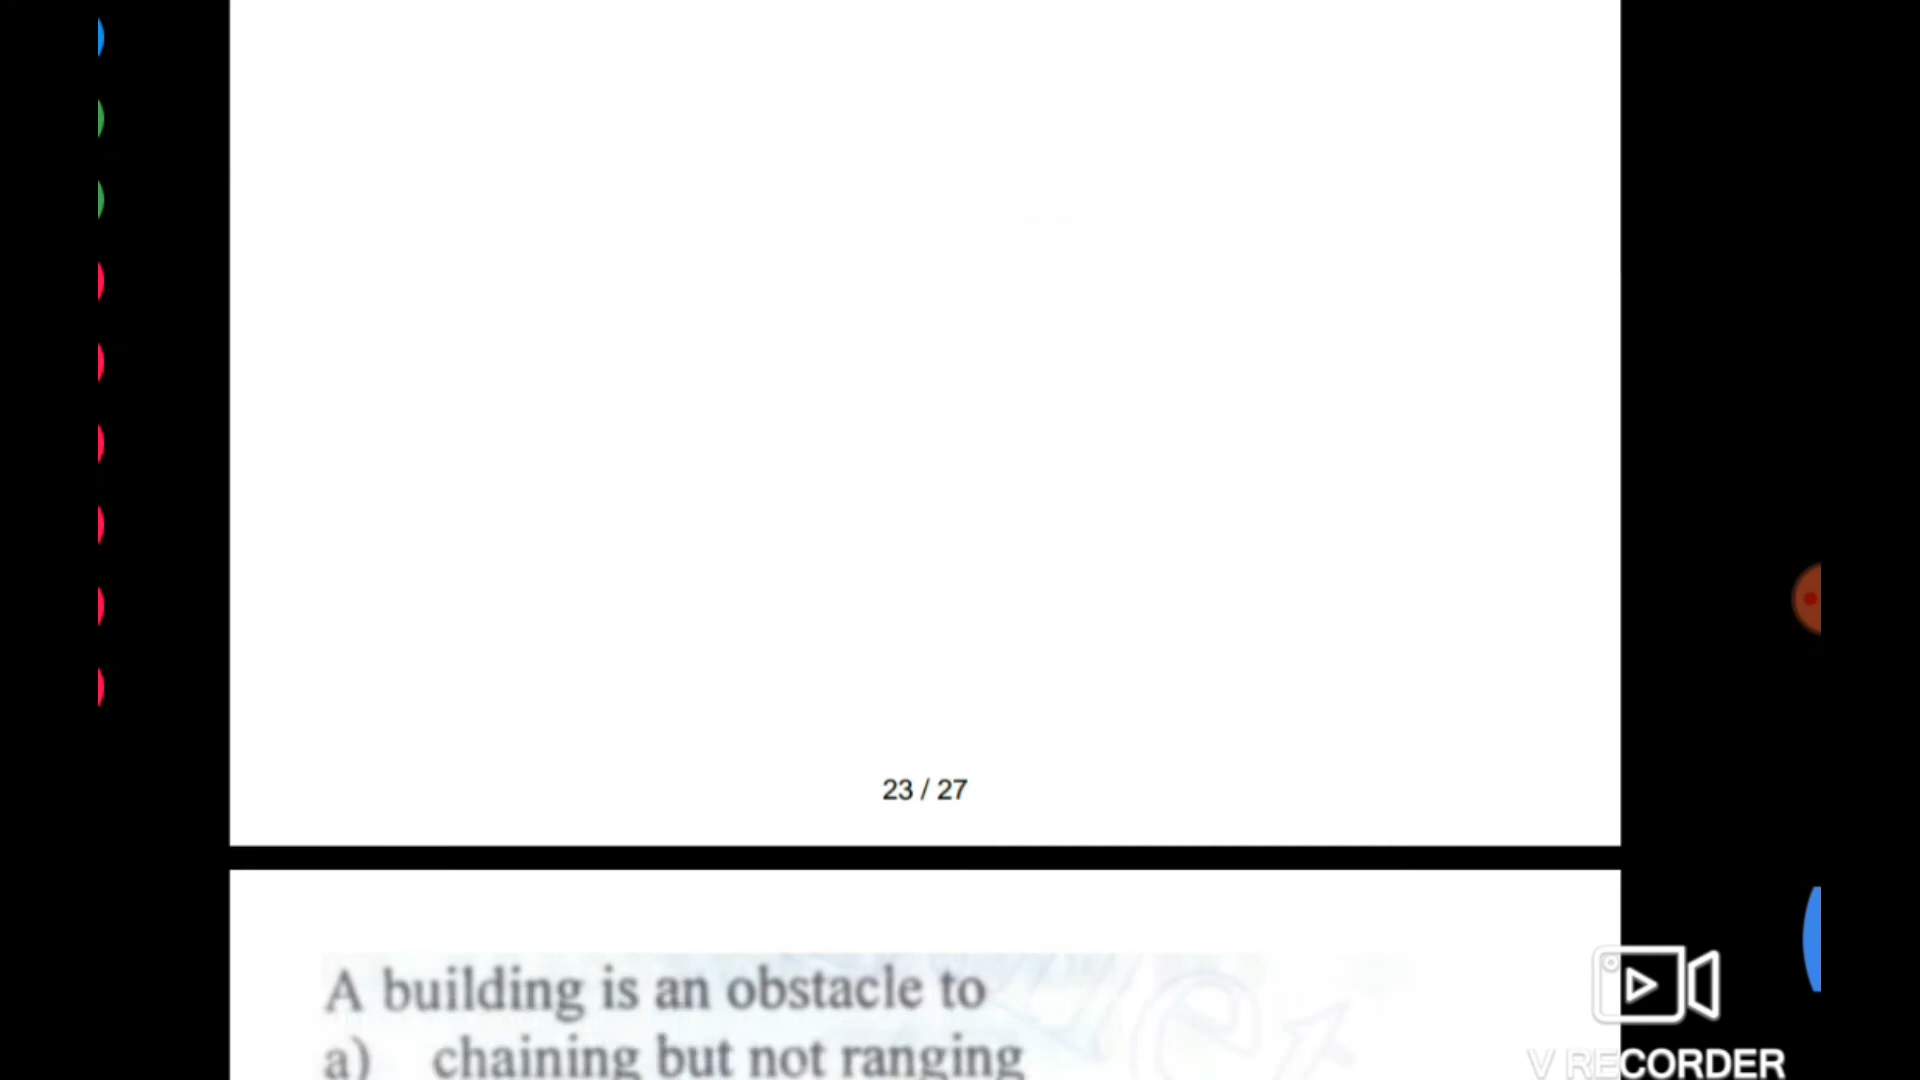 23 / 27
A building is an obstacle to
a) chaining but not ranging
V RECORDER